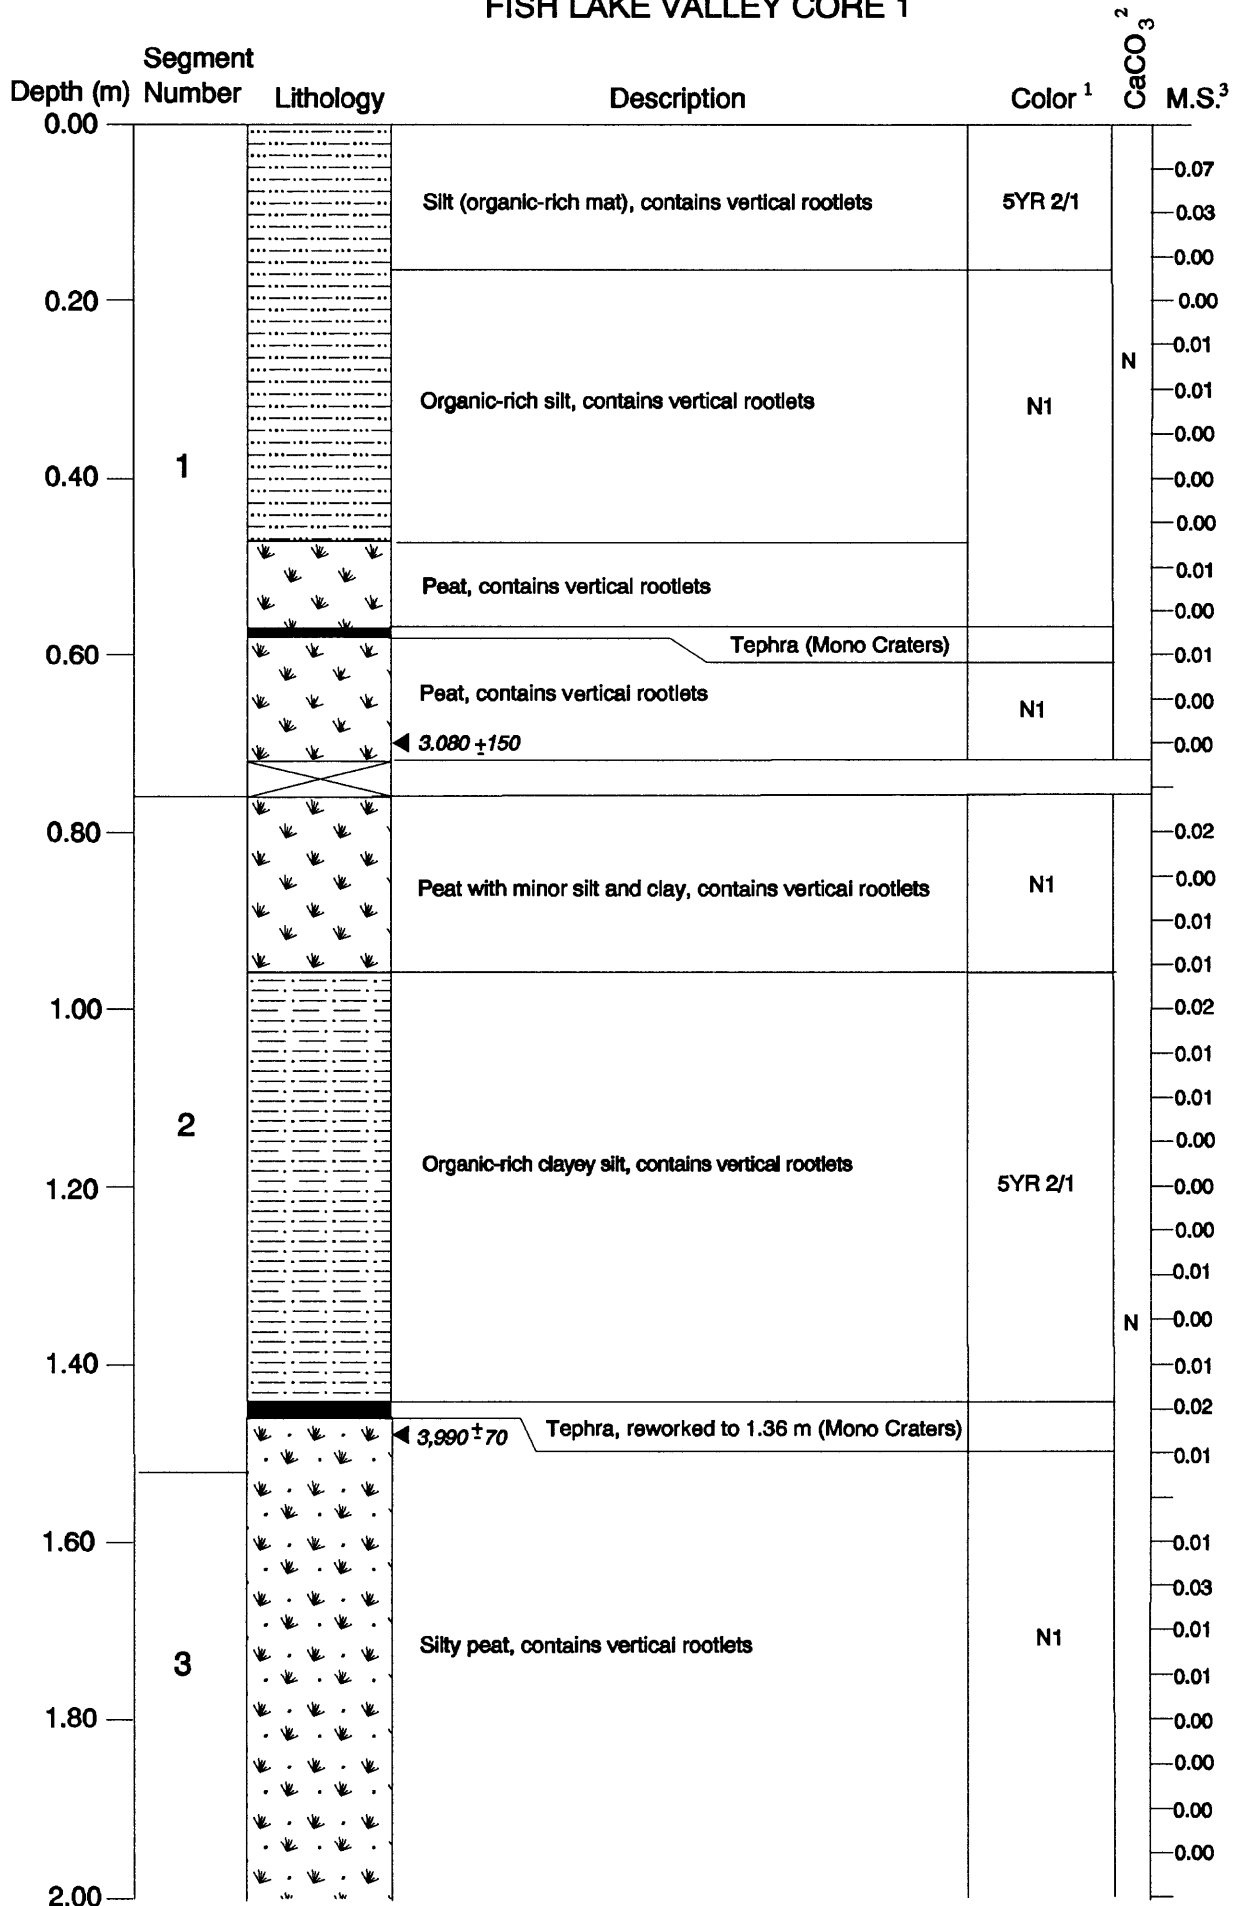 FISH LAKE VALLEY CORE 1
Depth (m) Segment Number Lithology Description Color 1 CaCO3 2 M.S.3
0.00
0.07
Silt (organic-rich mat), contains vertical rootlets 5YR 2/1 0.03
0.00
0.20 0.00
0.01
N
0.01
Organic-rich silt, contains vertical rootlets N1
0.00
1
0.40 0.00
0.00
0.01
Peat, contains vertical rootlets
0.00
Tephra (Mono Craters)
0.60 0.01
Peat, contains vertical rootlets 0.00
N1
3.080 ±150 0.00
0.80 0.02
Peat with minor silt and clay, contains vertical rootlets N1 0.00
0.01
0.01
1.00 0.02
0.01
0.01
2
0.00
Organic-rich clayey silt, contains vertical rootlets
1.20 5YR 2/1 0.00
0.00
0.01
N 0.00
1.40 0.01
0.02
Tephra, reworked to 1.36 m (Mono Craters)
3,990 ±70
0.01
1.60 0.01
0.03
0.01
Silty peat, contains vertical rootlets N1
3
0.01
1.80 0.00
0.00
0.00
0.00
2.00